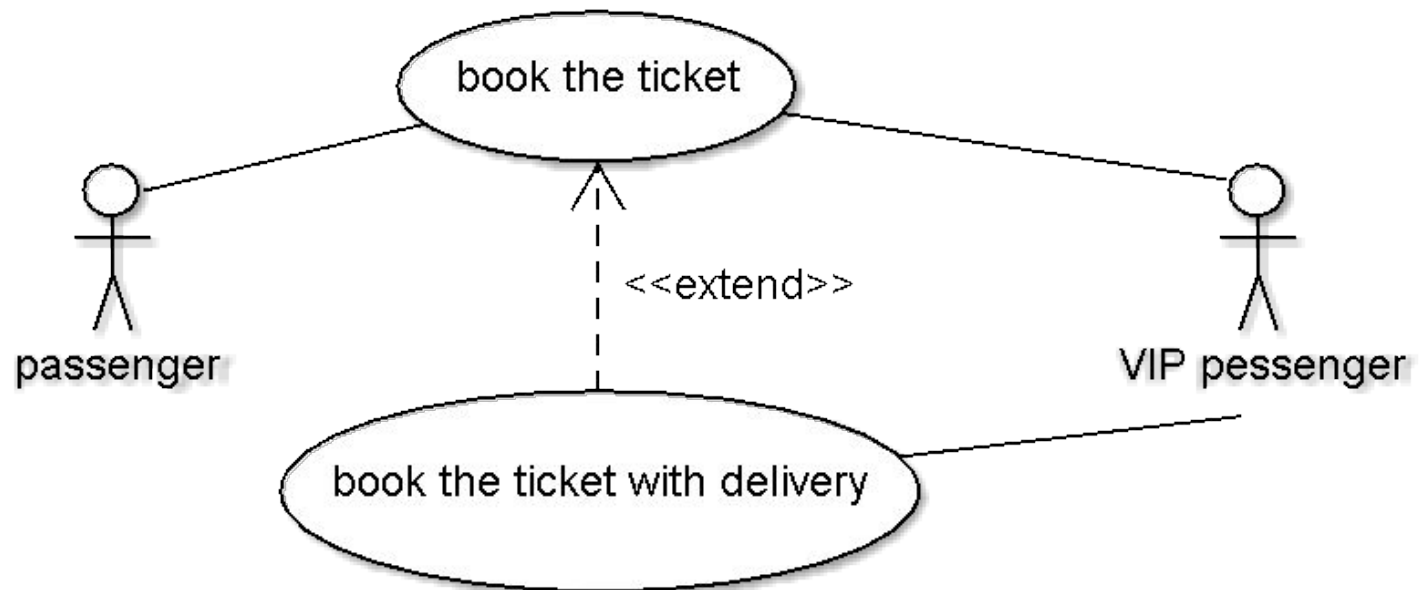 book the ticket
<<extend>>
passenger
VIP pessenger
book the ticket with delivery